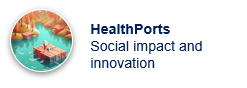 HealthPorts
Social impact and
innovation